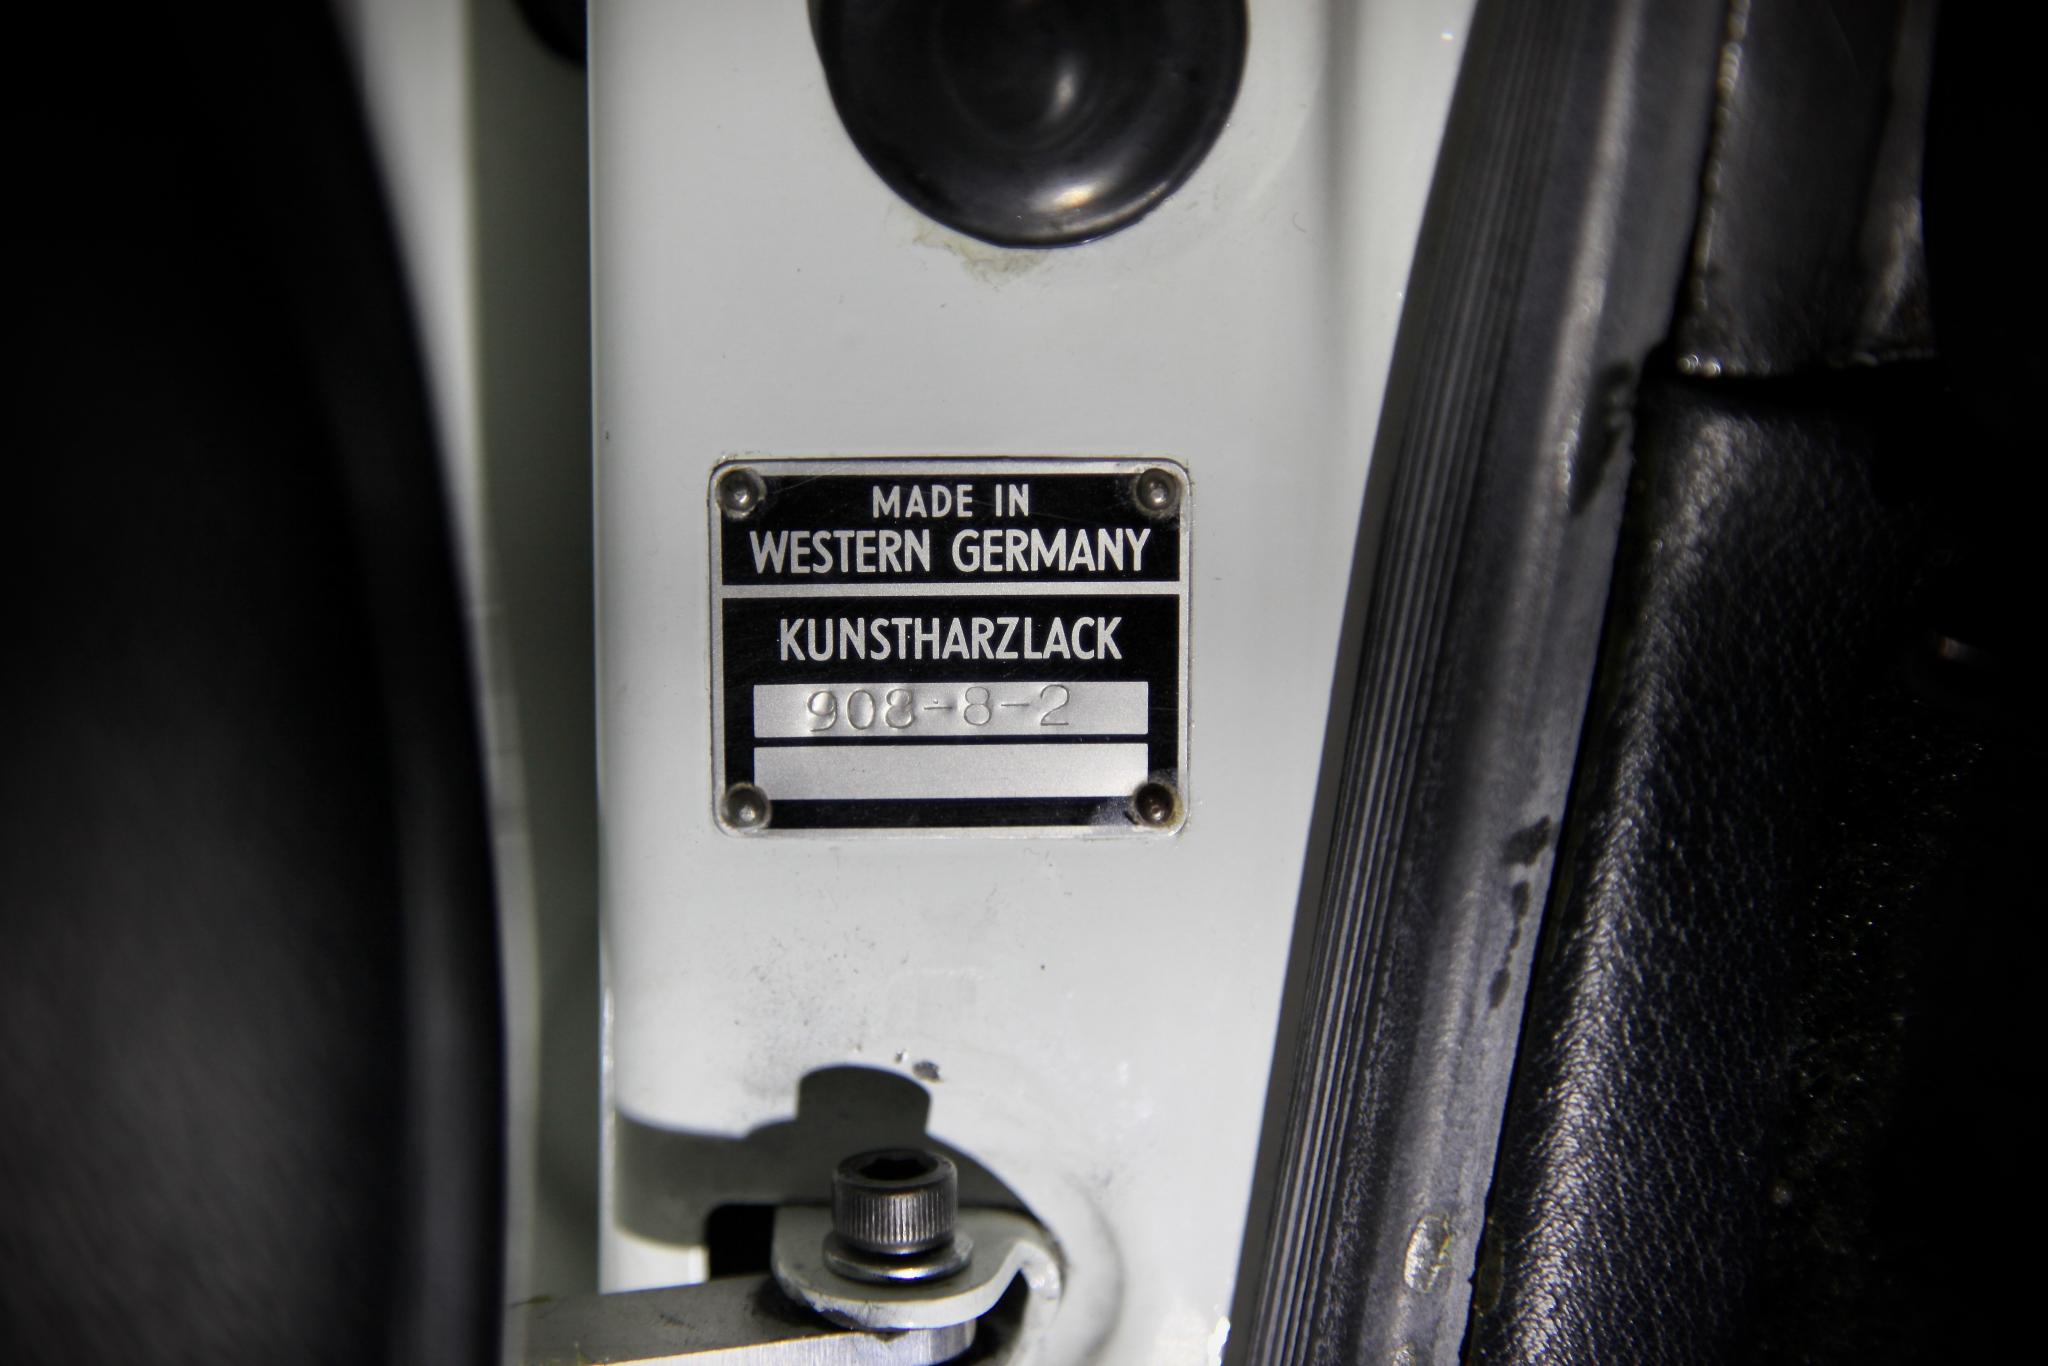 MADE IN
WESTERN GERMANY
KUNSTHARZLACK
908-8-2